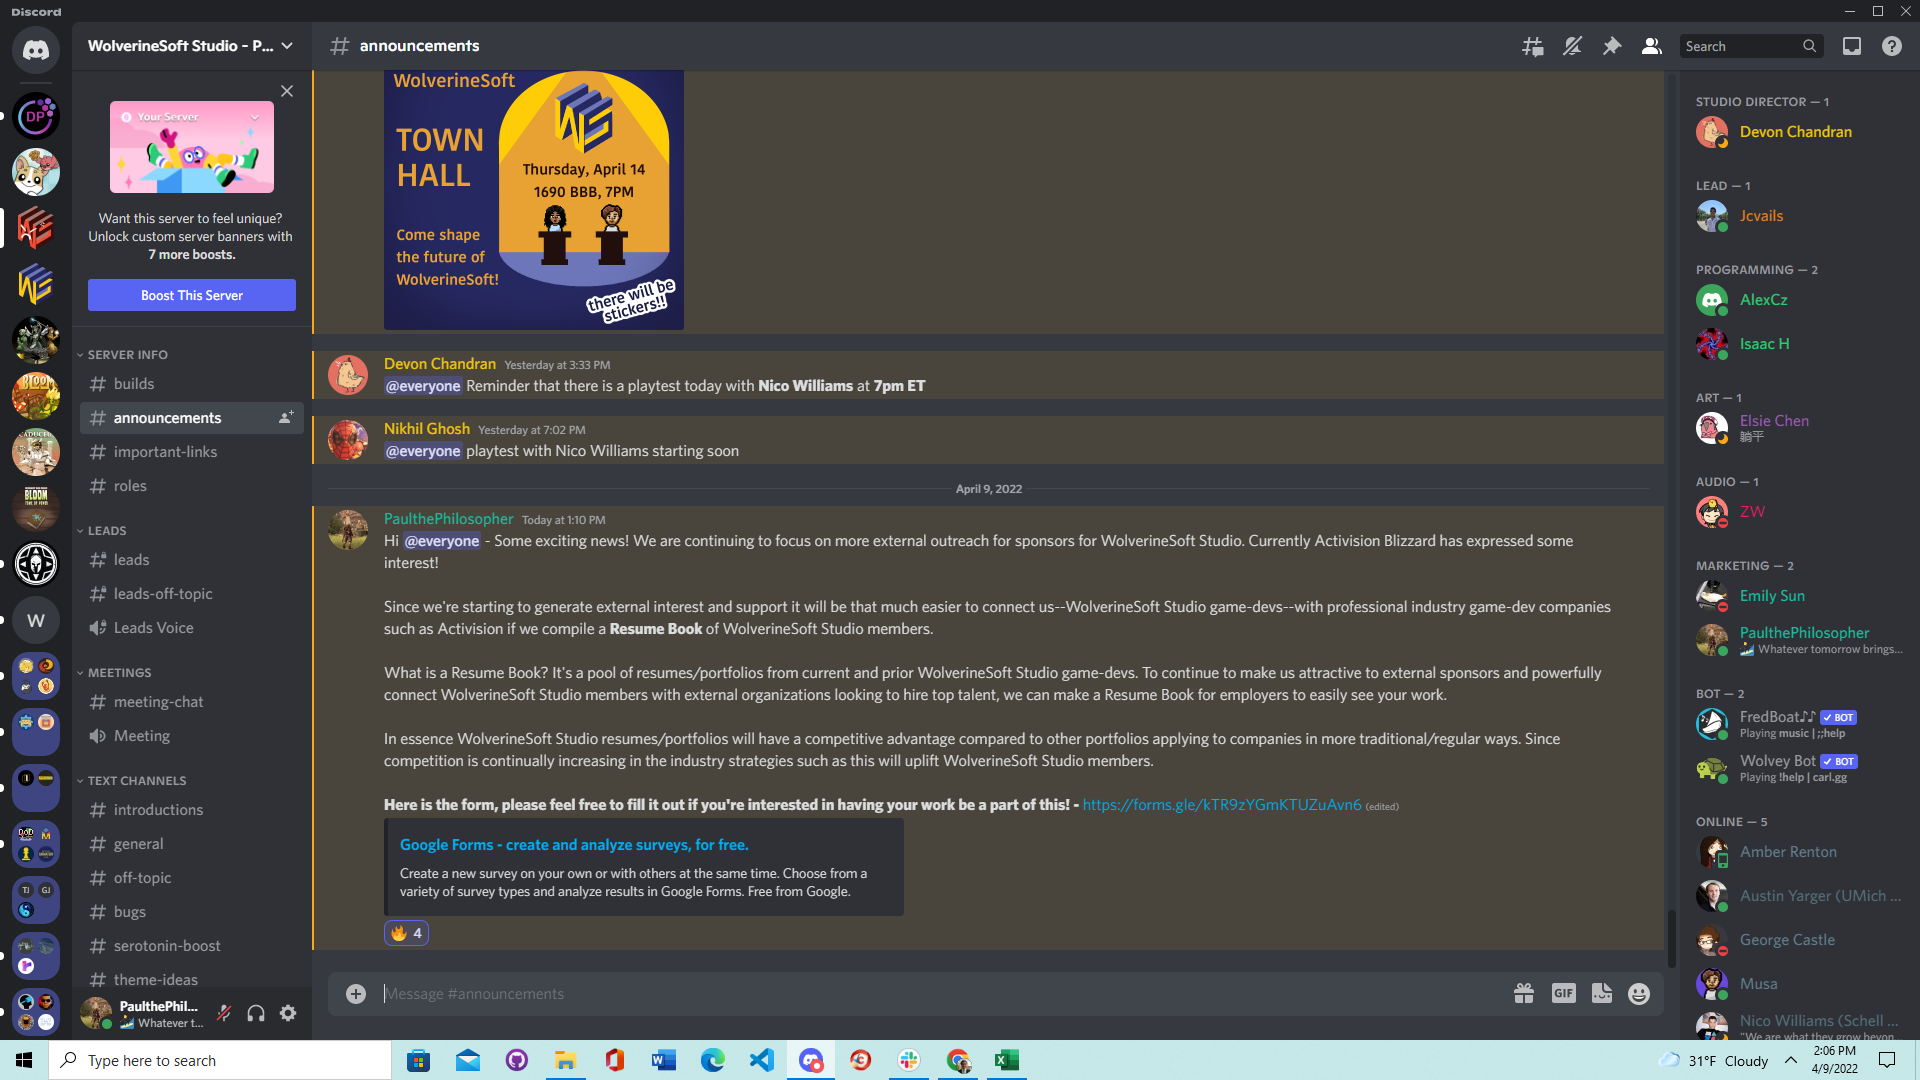 Discord
WolverineSoft Studio - P...
Your Server
Want this server to feel unique?
Unlock custom server banners with
7 more boosts.
Boost This Server
SERVER INFO
builds
announcements
important-links
roles
LEADS
leads
leads-off-topic
Leads Voice
MEETINGS
meeting-chat
Meeting
TEXT CHANNELS
introductions
general
off-topic
bugs
serotonin-boost
theme-ideas
PaulthePhil...
Whatever t...
announcements
Search
WolverineSoft
TOWN
HALL
Thursday, April 14
1690 BBB, 7PM
Come shape
the future of
WolverineSoft!
there will be
stickers!!
Devon Chandran Yesterday at 3:33 PM
@everyone Reminder that there is a playtest today with Nico Williams at 7pm ET
Nikhil Ghosh Yesterday at 7:02 PM
@everyone playtest with Nico Williams starting soon
April 9, 2022
PaulthePhilosopher Today at 1:10 PM
Hi @everyone - Some exciting news! We are continuing to focus on more external outreach for sponsors for WolverineSoft Studio. Currently Activision Blizzard has expressed some
interest!
Since we're starting to generate external interest and support it will be that much easier to connect us--WolverineSoft Studio game-devs--with professional industry game-dev companies
such as Activision if we compile a Resume Book of WolverineSoft Studio members.
What is a Resume Book? It's a pool of resumes/portfolios from current and prior WolverineSoft Studio game-devs. To continue to make us attractive to external sponsors and powerfully
connect WolverineSoft Studio members with external organizations looking to hire top talent, we can make a Resume Book for employers to easily see your work.
In essence WolverineSoft Studio resumes/portfolios will have a competitive advantage compared to other portfolios applying to companies in more traditional/regular ways. Since
competition is continually increasing in the industry strategies such as this will uplift WolverineSoft Studio members.
Here is the form, please feel free to fill it out if you're interested in having your work be a part of this! - https://forms.gle/kTR9zYGmKTUZuAvn6 (edited)
Google Forms - create and analyze surveys, for free.
Create a new survey on your own or with others at the same time. Choose from a
variety of survey types and analyze results in Google Forms. Free from Google.
4
Message #announcements
GIF
STUDIO DIRECTOR — 1
Devon Chandran
LEAD — 1
Jcvails
PROGRAMMING — 2
AlexCz
Isaac H
ART — 1
Elsie Chen
躺平
AUDIO — 1
ZW
MARKETING — 2
Emily Sun
PaulthePhilosopher
Whatever tomorrow brings...
BOT — 2
FredBoat♪♪ BOT
Playing music | ;;help
Wolvey Bot BOT
Playing !help | carl.gg
ONLINE — 5
Amber Renton
Austin Yarger (UMich ...
George Castle
Musa
Nico Williams (Schell ...
"We are what they grow beyon...
DP
BLOOM
BLOOM
W
TJ
GJ
Type here to search
31°F Cloudy
2:06 PM
4/9/2022